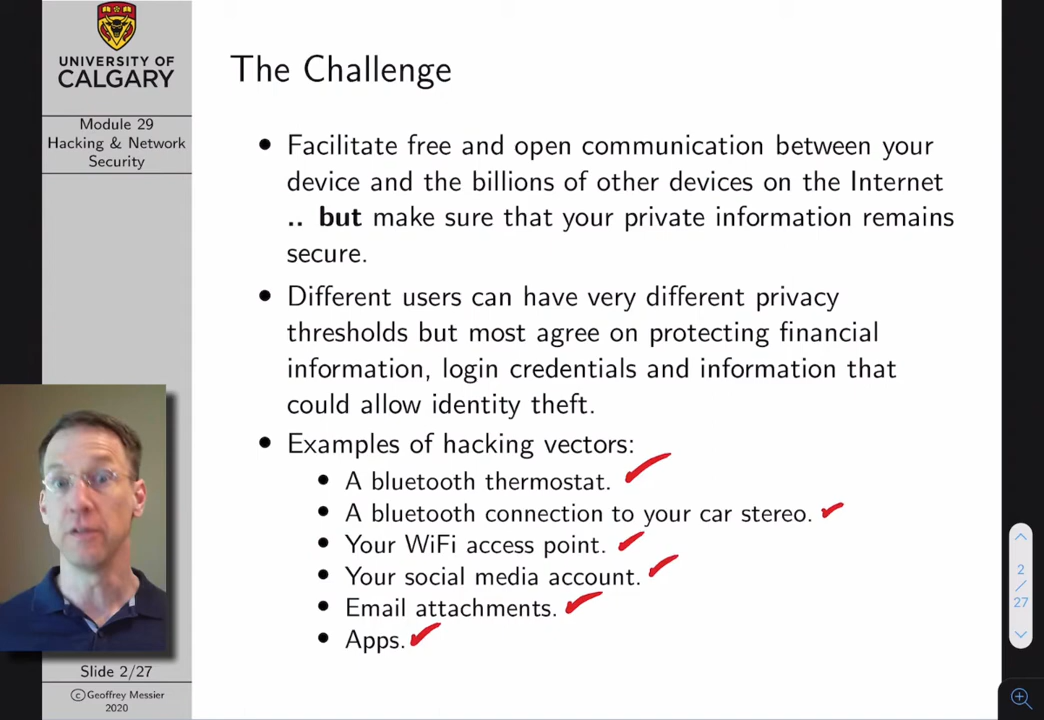 UNIVERSITY OF
CALGARY
Module 29
Hacking & Network
Security
The Challenge
• Facilitate free and open communication between your
device and the billions of other devices on the Internet
.. but make sure that your private information remains
secure.
• Different users can have very different privacy
thresholds but most agree on protecting financial
information, login credentials and information that
could allow identity theft.
• Examples of hacking vectors:
• A bluetooth thermostat.
• A bluetooth connection to your car stereo.
• Your WiFi access point.
• Your social media account.
• Email attachments.
• Apps.
Slide 2/27
© Geoffrey Messier
2020
2
/
27